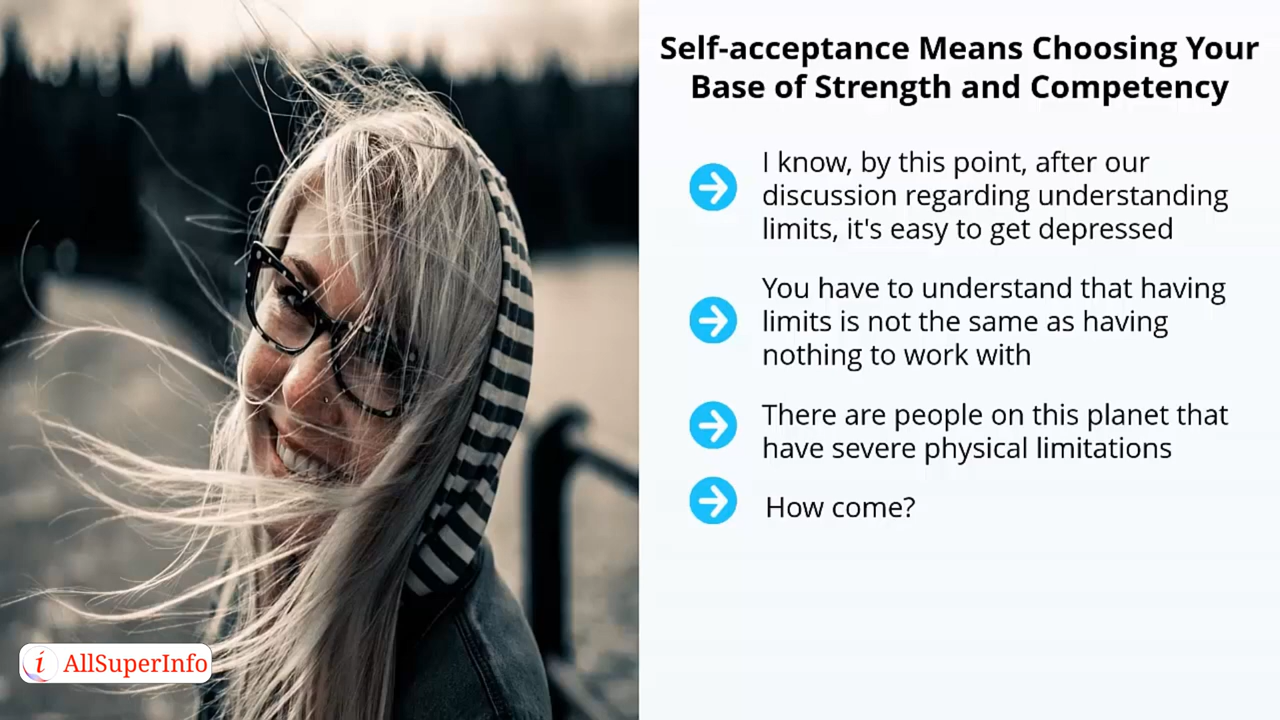 Self-acceptance Means Choosing Your
Base of Strength and Competency
I know, by this point, after our
discussion regarding understanding
limits, it's easy to get depressed
You have to understand that having
limits is not the same as having
nothing to work with
There are people on this planet that
have severe physical limitations
How come?
i AllSuperInfo